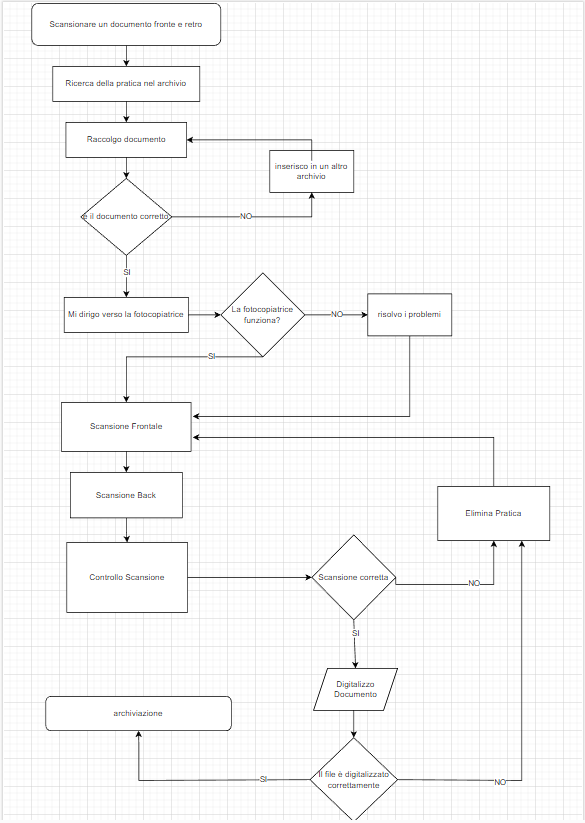 Scansionare un documento fronte e retro
Ricerca della pratica nel archivio
Raccolgo documento
inserisco in un altro
archivio
è il documento corretto
NO
SI
Mi dirigo verso la fotocopiatrice
La fotocopiatrice
funziona?
NO
risolvo i problemi
SI
Scansione Frontale
Scansione Back
Elimina Pratica
Controllo Scansione
Scansione corretta
NO
SI
Digitalizzo
Documento
archiviazione
Il file è digitalizzato
correttamente
SI
NO